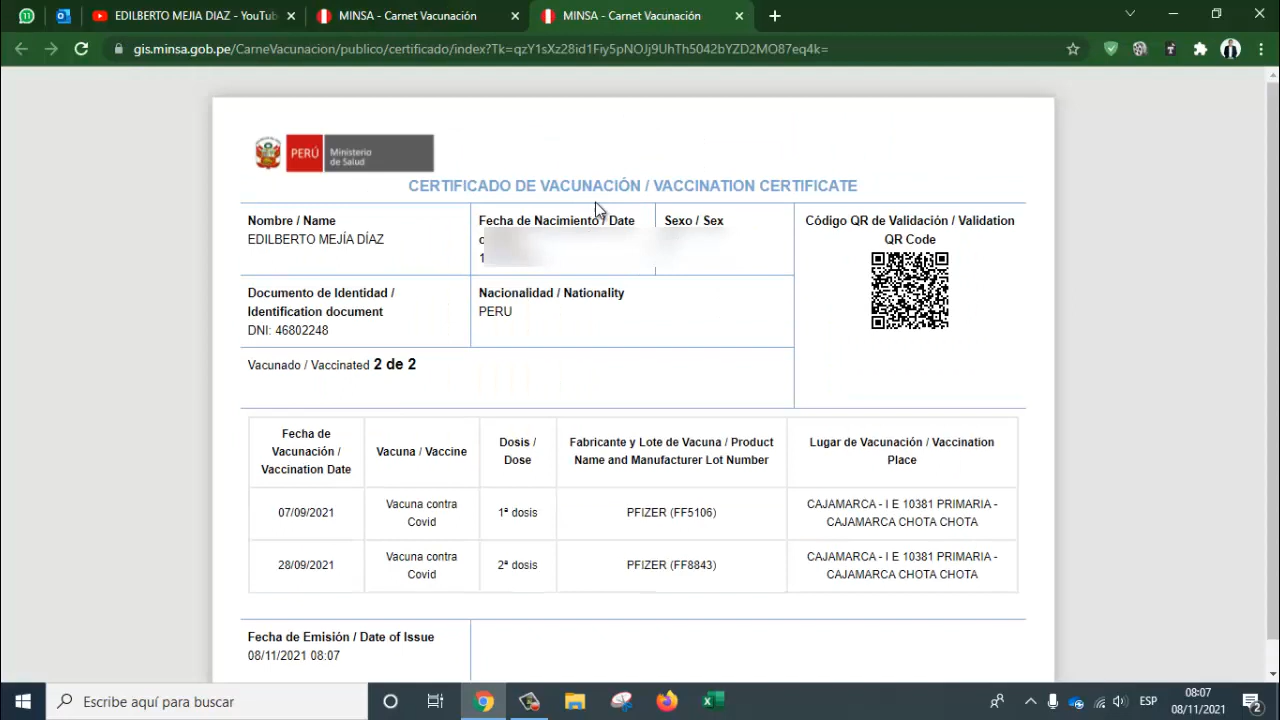 EDILBERTO MEJIA DIAZ - YouTub
MINSA - Carnet Vacunación
MINSA - Carnet Vacunación
gis.minsa.gob.pe/CarneVacunacion/publico/certificado/index?Tk=qzY1sXz28id1Fiy5pNOJj9UhTh5042bYZD2MO87eq4k=
PERÚ
Ministerio
de Salud
CERTIFICADO DE VACUNACIÓN / VACCINATION CERTIFICATE
Nombre / Name
EDILBERTO MEJÍA DÍAZ
Fecha de Nacimiento / Date
Sexo / Sex
Código QR de Validación / Validation
QR Code
Documento de Identidad /
Identification document
DNI: 46802248
Nacionalidad / Nationality
PERU
Vacunado / Vaccinated 2 de 2
Fecha de
Vacunación /
Vaccination Date
Vacuna / Vaccine
Dosis /
Dose
Fabricante y Lote de Vacuna / Product
Name and Manufacturer Lot Number
Lugar de Vacunación / Vaccination
Place
07/09/2021
Vacuna contra
Covid
1ª dosis
PFIZER (FF5106)
CAJAMARCA - I E 10381 PRIMARIA -
CAJAMARCA CHOTA CHOTA
28/09/2021
Vacuna contra
Covid
2ª dosis
PFIZER (FF8843)
CAJAMARCA - I E 10381 PRIMARIA -
CAJAMARCA CHOTA CHOTA
Fecha de Emisión / Date of Issue
08/11/2021 08:07
Escribe aquí para buscar
ESP
08:07
08/11/2021
2